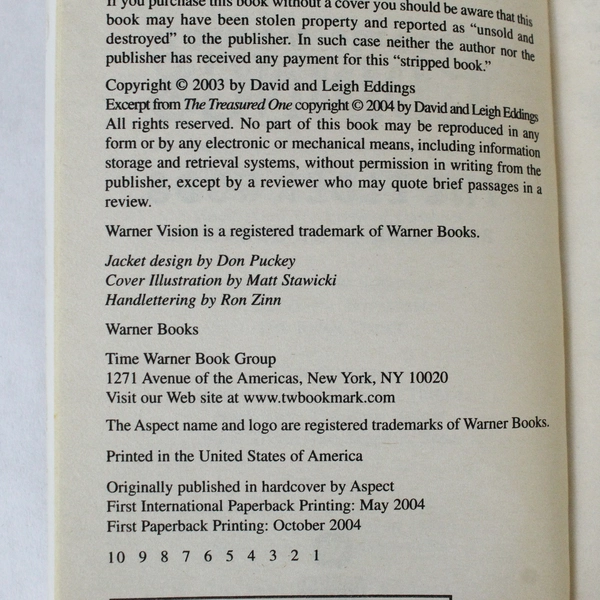 If you purchase this book without a cover you should be aware that this
book may have been stolen property and reported as “unsold and
destroyed” to the publisher. In such case neither the author nor the
publisher has received any payment for this “stripped book.”
Copyright © 2003 by David and Leigh Eddings
Excerpt from The Treasured One copyright © 2004 by David and Leigh Eddings
All rights reserved. No part of this book may be reproduced in any
form or by any electronic or mechanical means, including information
storage and retrieval systems, without permission in writing from the
publisher, except by a reviewer who may quote brief passages in a
review.
Warner Vision is a registered trademark of Warner Books.
Jacket design by Don Puckey
Cover Illustration by Matt Stawicki
Handlettering by Ron Zinn
Warner Books
Time Warner Book Group
1271 Avenue of the Americas, New York, NY 10020
Visit our Web site at www.twbookmark.com
The Aspect name and logo are registered trademarks of Warner Books.
Printed in the United States of America
Originally published in hardcover by Aspect
First International Paperback Printing: May 2004
First Paperback Printing: October 2004
10 9 8 7 6 5 4 3 2 1